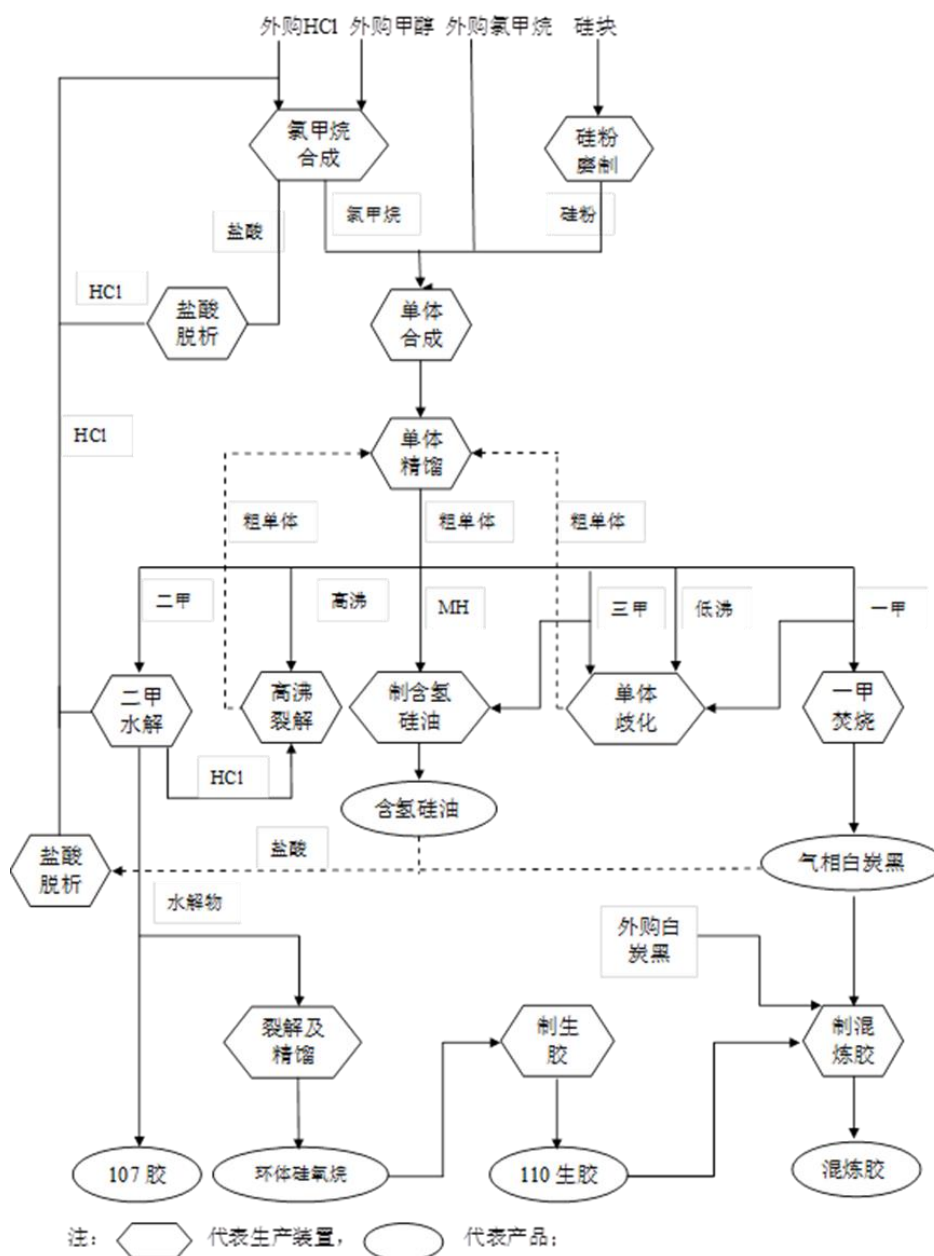 外购HCl 外购甲醇 外购氯甲烷 硅块
氯甲烷
合成
硅粉
磨制
盐酸
氯甲烷
硅粉
HCl
盐酸
脱析
单体
合成
HCl
单体
精馏
粗单体
粗单体
粗单体
二甲
高沸
MH
三甲
低沸
一甲
二甲
水解
高沸
裂解
制含氢
硅油
单体
歧化
一甲
焚烧
HCl
含氢硅油
盐酸
脱析
盐酸
气相白炭黑
水解物
外购白
炭黑
裂解及
精馏
制生
胶
制混
炼胶
107胶
环体硅氧烷
110生胶
混炼胶
注： 代表生产装置， 代表产品；